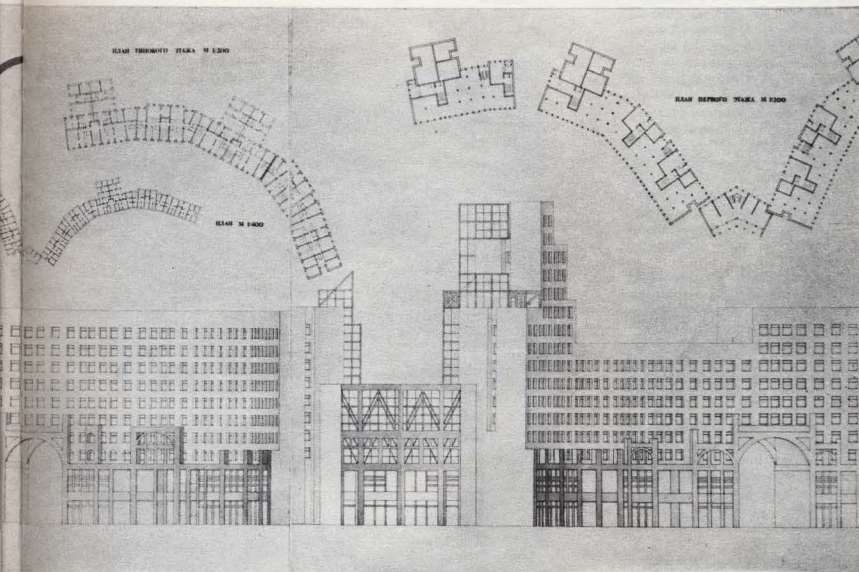 ПЛАН ТИПОВОГО ЭТАЖА М 1:200
ПЛАН ПЕРВОГО ЭТАЖА М 1:200
ПЛАН М 1:400